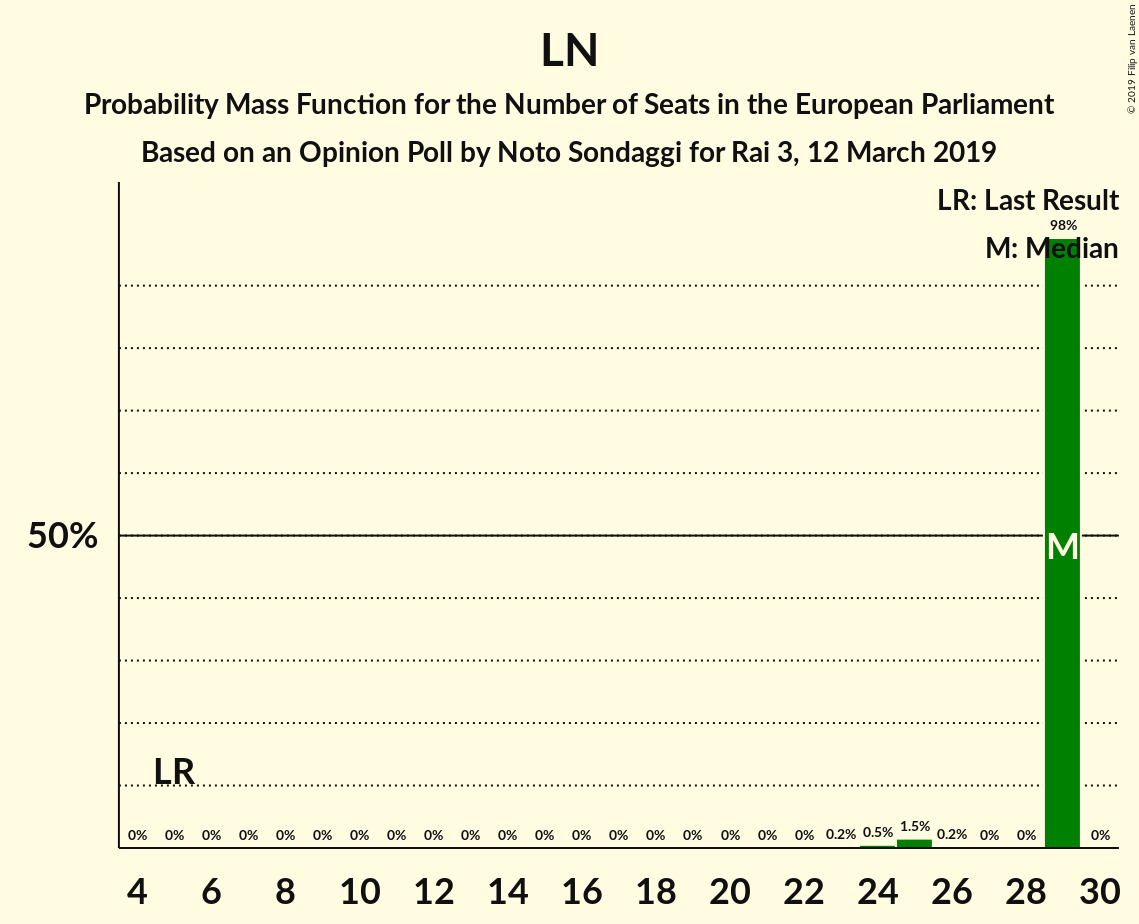 LN
Probability Mass Function for the Number of Seats in the European Parliament
Based on an Opinion Poll by Noto Sondaggi for Rai 3, 12 March 2019
© 2019 Filip van Laenen
LR: Last Result
98%
M: Median
50%
M
LR
0% 0% 0% 0% 0% 0% 0% 0% 0% 0% 0% 0% 0% 0% 0% 0% 0% 0% 0% 0.2% 0.5% 1.5% 0.2% 0% 0% 0%
4 6 8 10 12 14 16 18 20 22 24 26 28 30